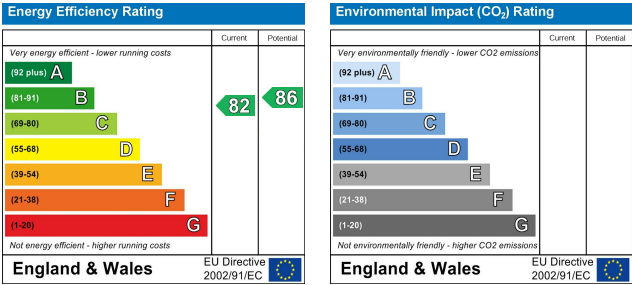 Energy Efficiency Rating
Current Potential
Very energy efficient - lower running costs
(92 plus) A
(81-91) B
(69-80) C
(55-68) D
(39-54) E
(21-38) F
(1-20) G
82
86
Not energy efficient - higher running costs
England & Wales
EU Directive
2002/91/EC
Environmental Impact (CO₂) Rating
Current Potential
Very environmentally friendly - lower CO2 emissions
(92 plus) A
(81-91) B
(69-80) C
(55-68) D
(39-54) E
(21-38) F
(1-20) G
Not environmentally friendly - higher CO2 emissions
England & Wales
EU Directive
2002/91/EC